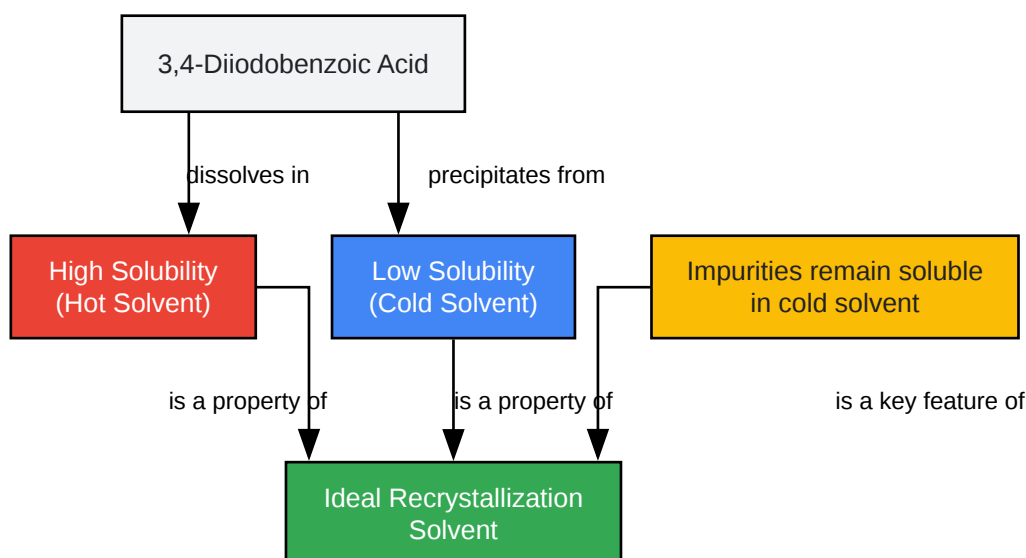 3,4-Diiodobenzoic Acid
dissolves in
precipitates from
High Solubility
(Hot Solvent)
Low Solubility
(Cold Solvent)
Impurities remain soluble
in cold solvent
is a property of
is a property of
is a key feature of
Ideal Recrystallization
Solvent